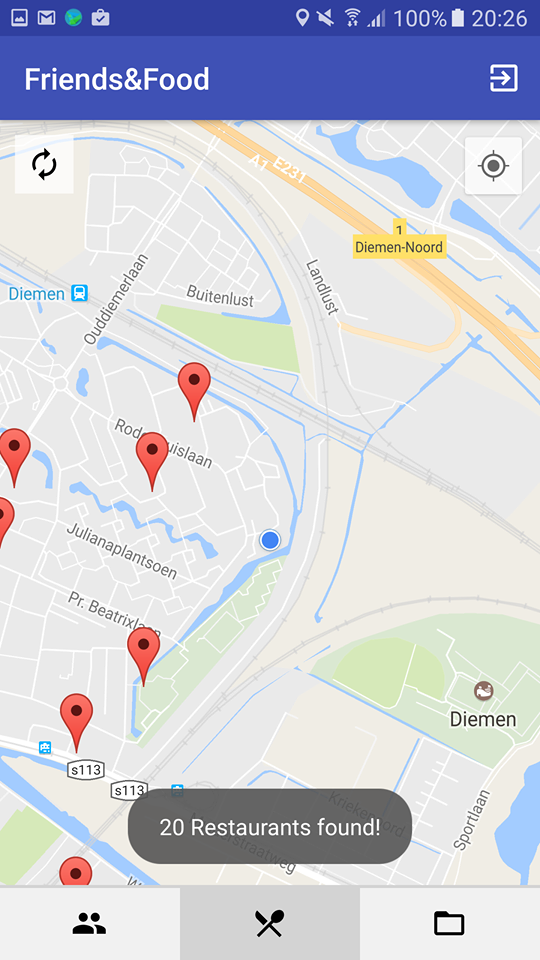 100% 20:26
Friends&Food
A1 E231
1
Diemen-Noord
Diemen
Ouddiemerlaan
Buitenlust
Landlust
Julianaplantsoen
Pr. Beatrixlaan
Diemen
s113
s113
Sportlaan
20 Restaurants found!